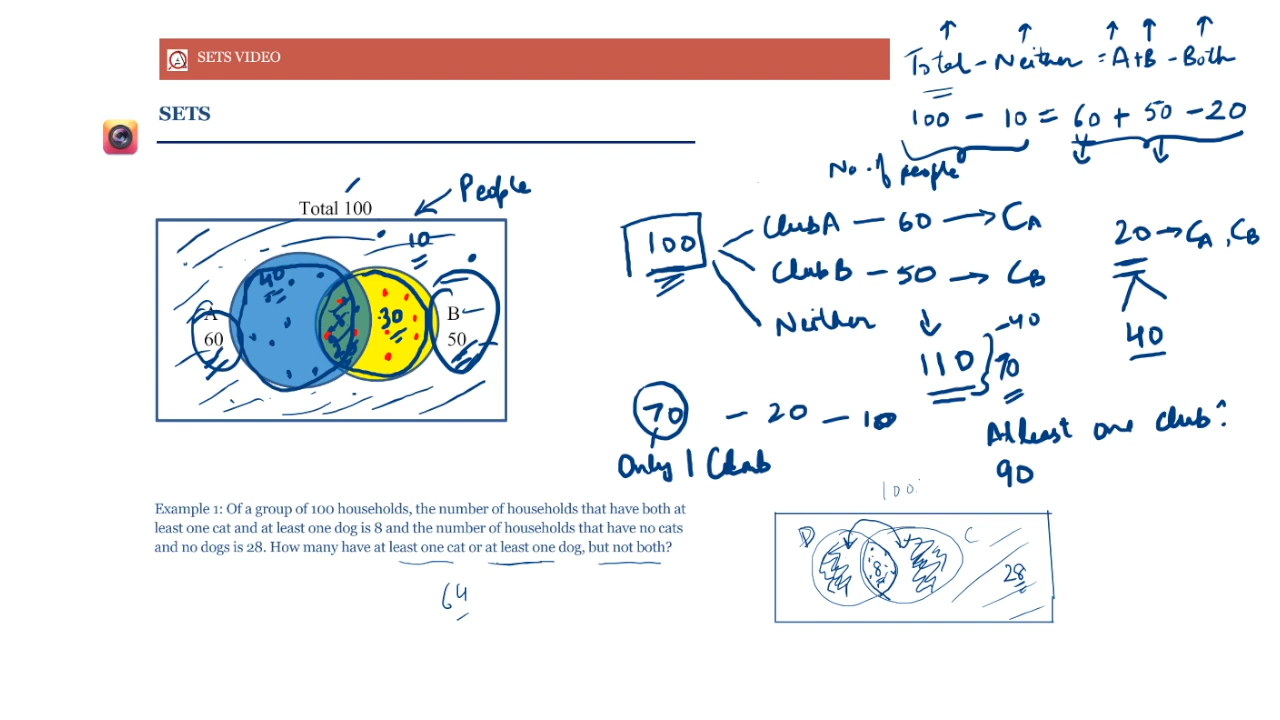 SETS VIDEO
SETS
Total - Neither = A+B - Both
100 - 10 = 60 + 50 - 20
No. of people
People
Total 100
10
40
30
20
A
60
B
50
100
Club A - 60 → CA
Club B - 50 → CB
Neither
20 → CA, CB
40
110
-40
70
70 - 20 - 10
Only 1 Club
At least one club?
90
Example 1: Of a group of 100 households, the number of households that have both at
least one cat and at least one dog is 8 and the number of households that have no cats
and no dogs is 28. How many have at least one cat or at least one dog, but not both?
64
100
D
C
8
28